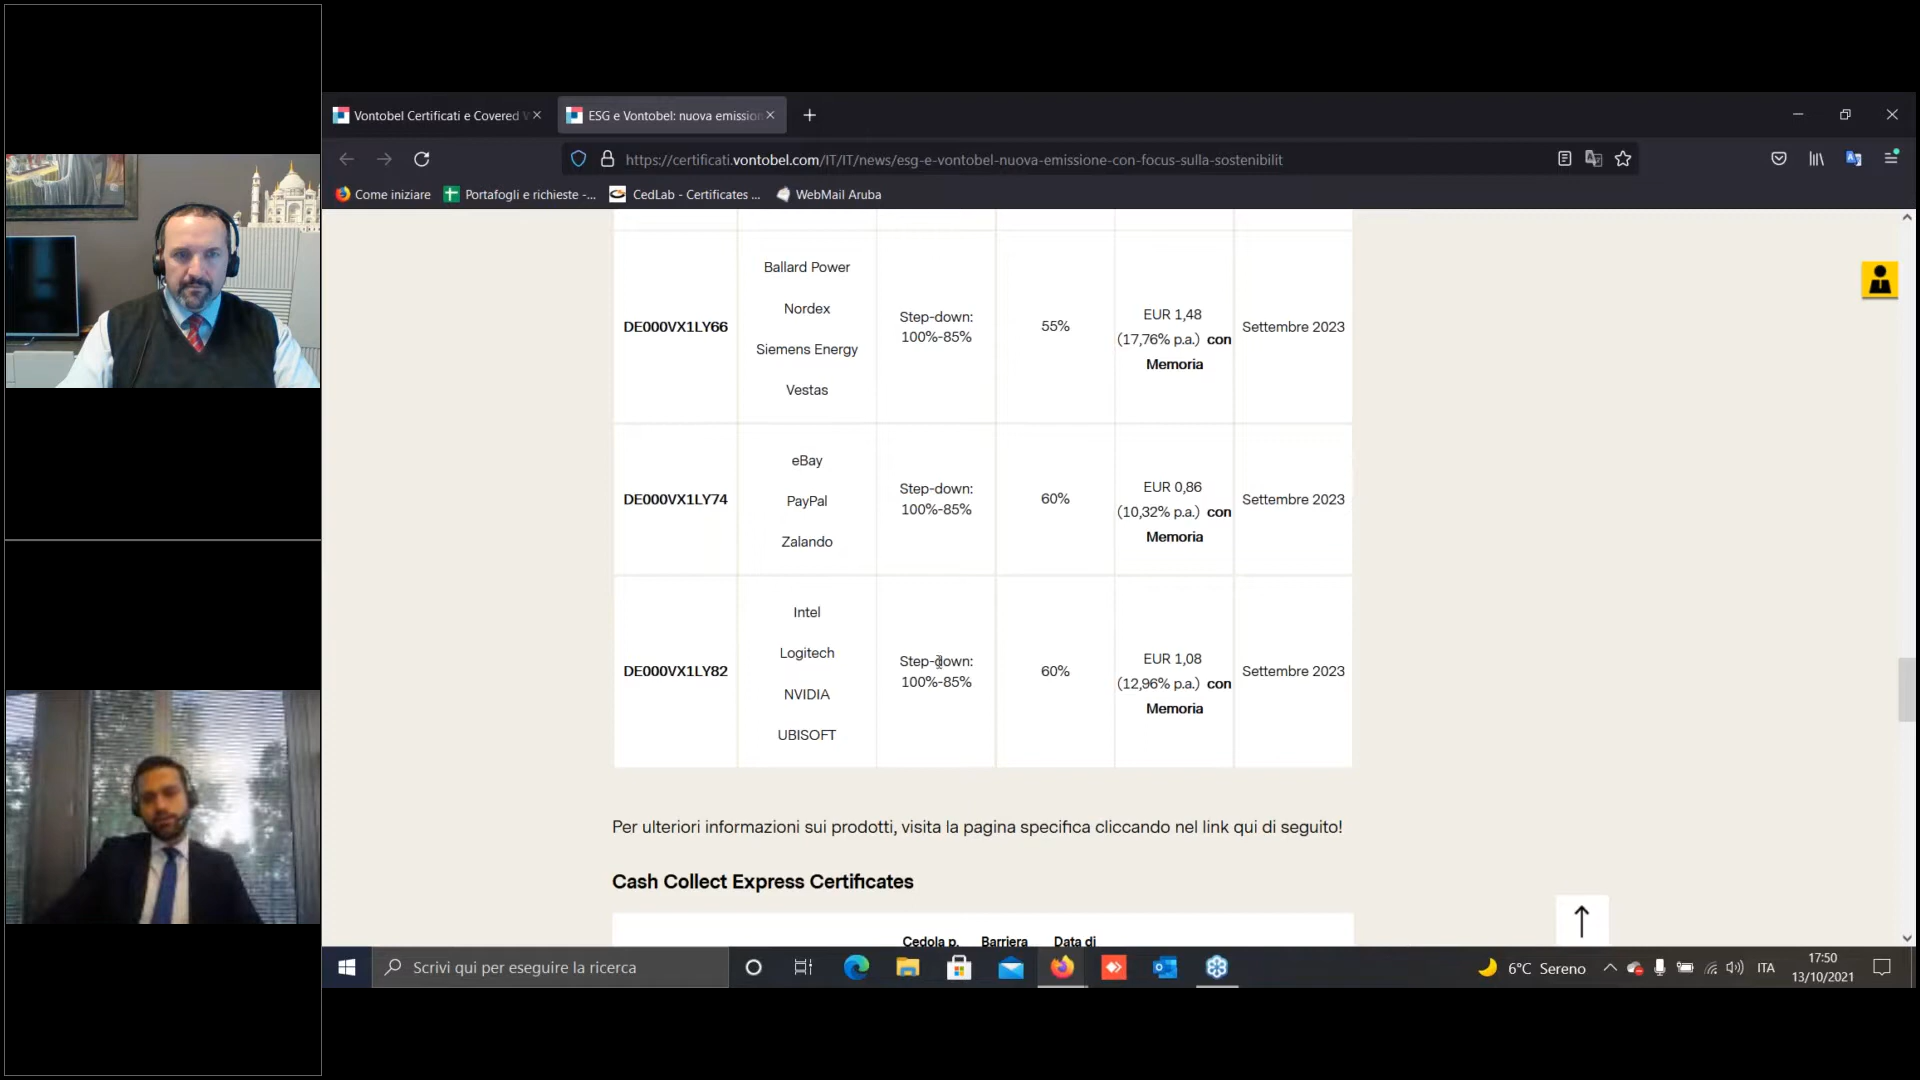 Vontobel Certificati e Covered W
ESG e Vontobel: nuova emission
https://certificati.vontobel.com/IT/IT/news/esg-e-vontobel-nuova-emissione-con-focus-sulla-sostenibilit
Come iniziare
Portafogli e richieste -...
CedLab - Certificates ...
WebMail Aruba
DE000VX1LY66
Ballard Power
Nordex
Siemens Energy
Vestas
Step-down:
100%-85%
55%
EUR 1,48
(17,76% p.a.) con
Memoria
Settembre 2023
DE000VX1LY74
eBay
PayPal
Zalando
Step-down:
100%-85%
60%
EUR 0,86
(10,32% p.a.) con
Memoria
Settembre 2023
DE000VX1LY82
Intel
Logitech
NVIDIA
UBISOFT
Step-down:
100%-85%
60%
EUR 1,08
(12,96% p.a.) con
Memoria
Settembre 2023
Per ulteriori informazioni sui prodotti, visita la pagina specifica cliccando nel link qui di seguito!
Cash Collect Express Certificates
Cedola p. Barriera Data di
Scrivi qui per eseguire la ricerca
6°C Sereno
ITA
17:50
13/10/2021